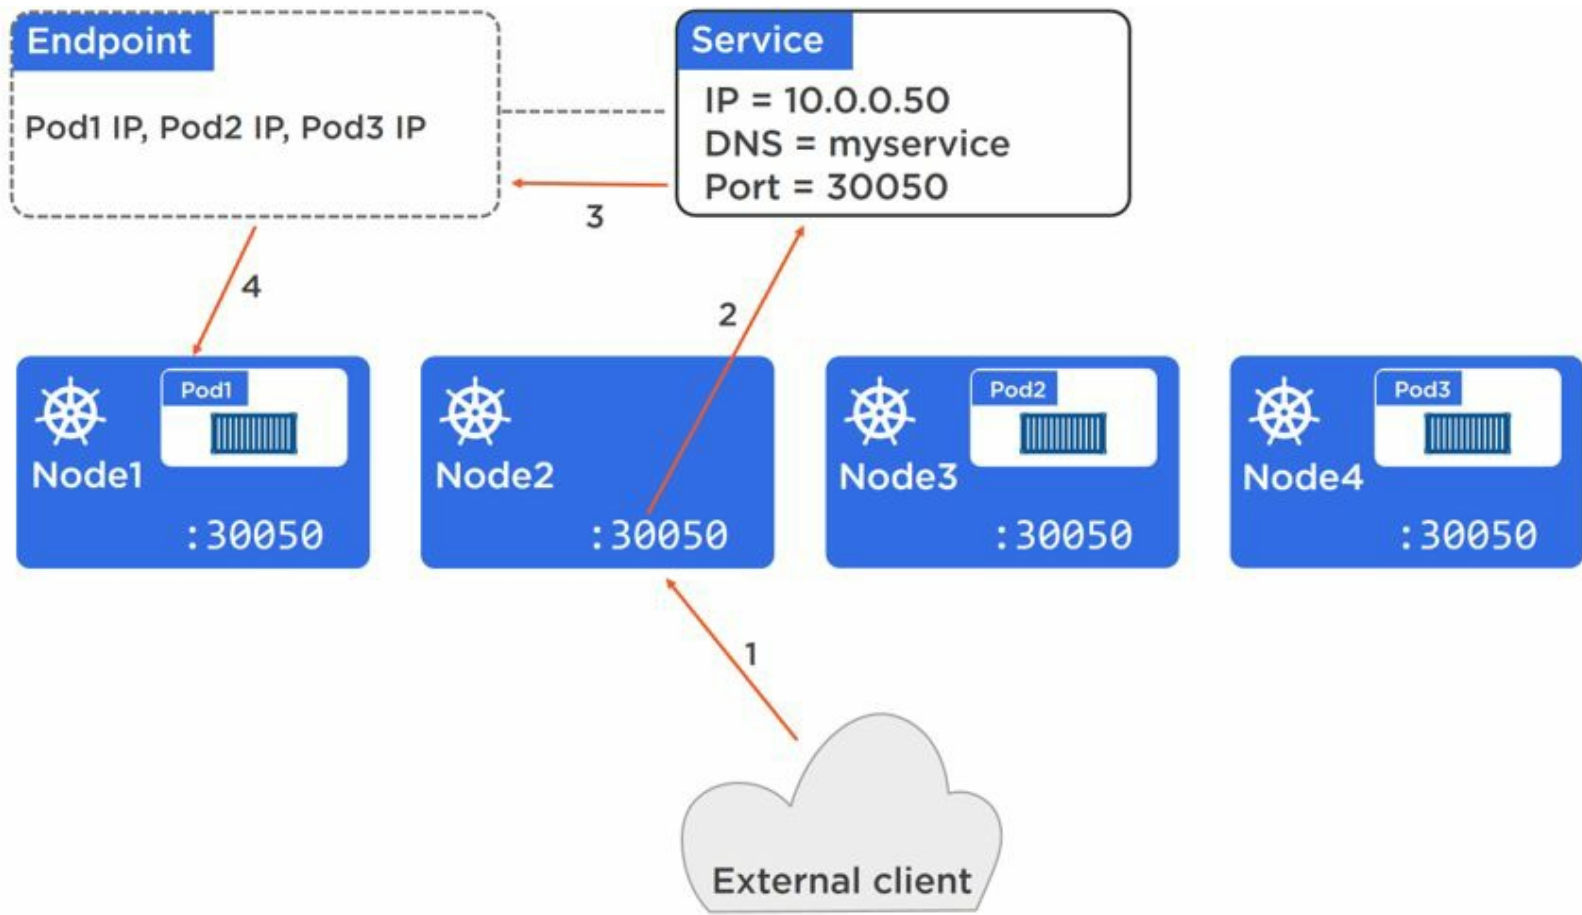 Endpoint
Pod1 IP, Pod2 IP, Pod3 IP
Service
IP = 10.0.0.50
DNS = myservice
Port = 30050
3
4
2
Pod1
Node1
:30050
Node2
:30050
Pod2
Node3
:30050
Pod3
Node4
:30050
1
External client